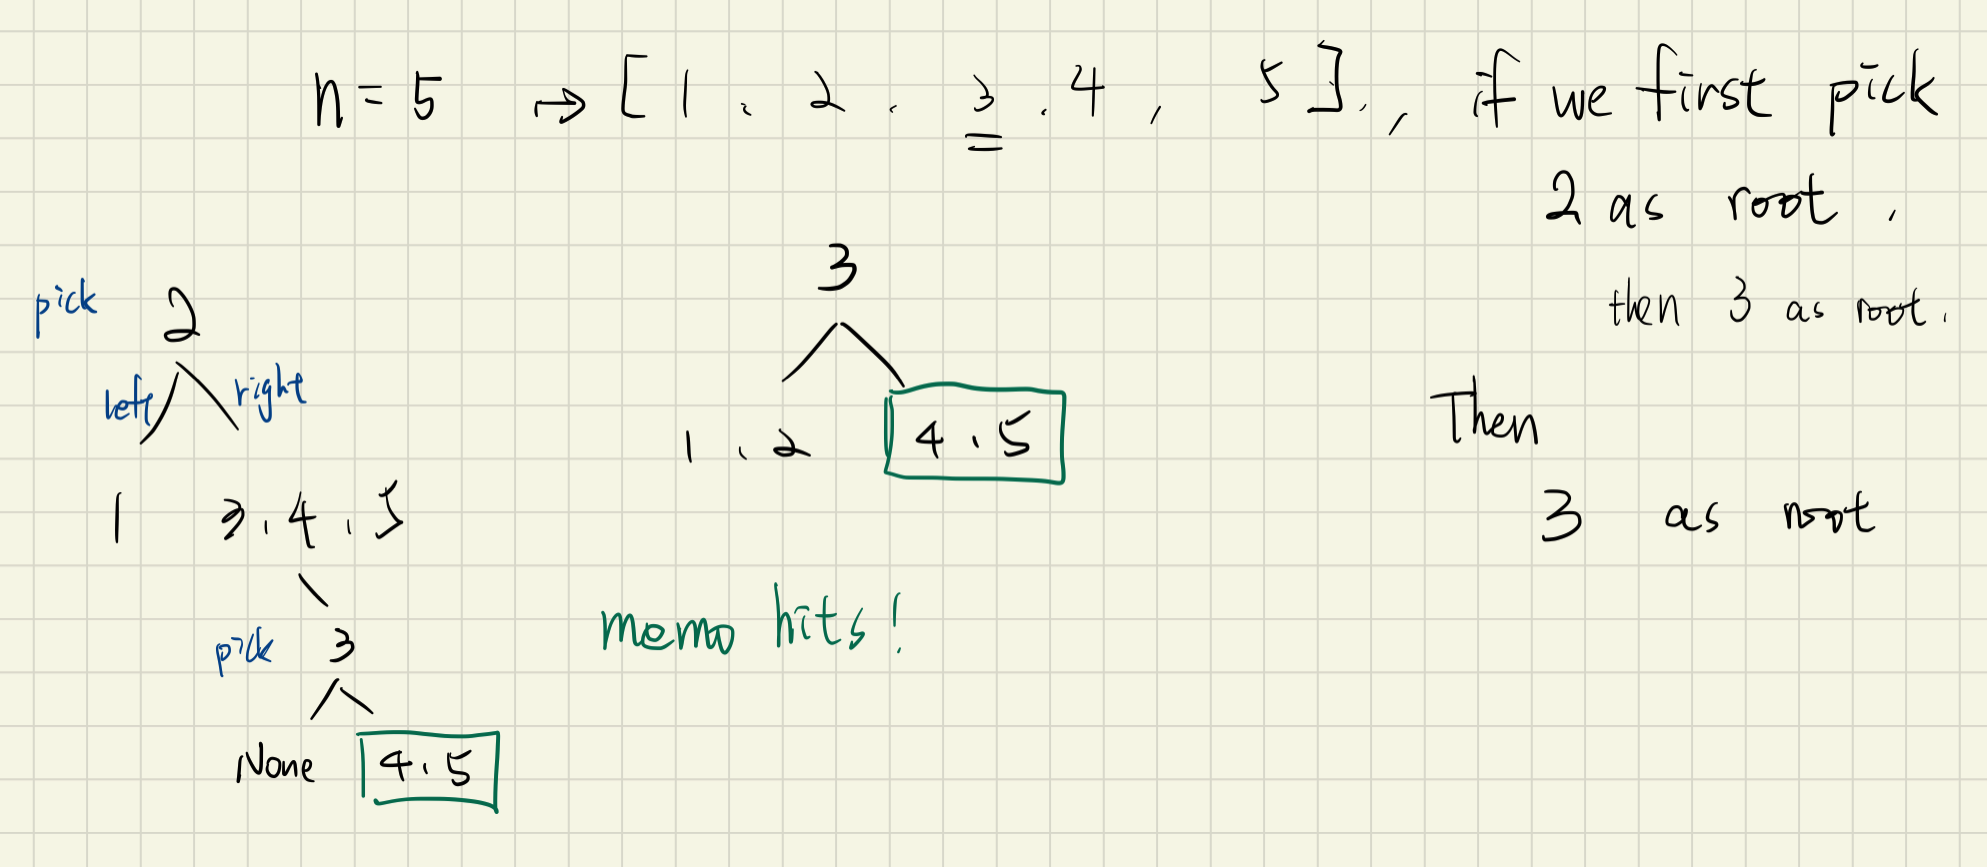 n = 5 → [ 1 , 2 , 3 , 4 , 5 ] , , if we first pick
2 as root ,
then 3 as root .
Then
3 as root
pick 2
left right
1 3 , 4 , 5
pick 3
None 4 , 5
3
1 , 2 4 , 5
memo hits!